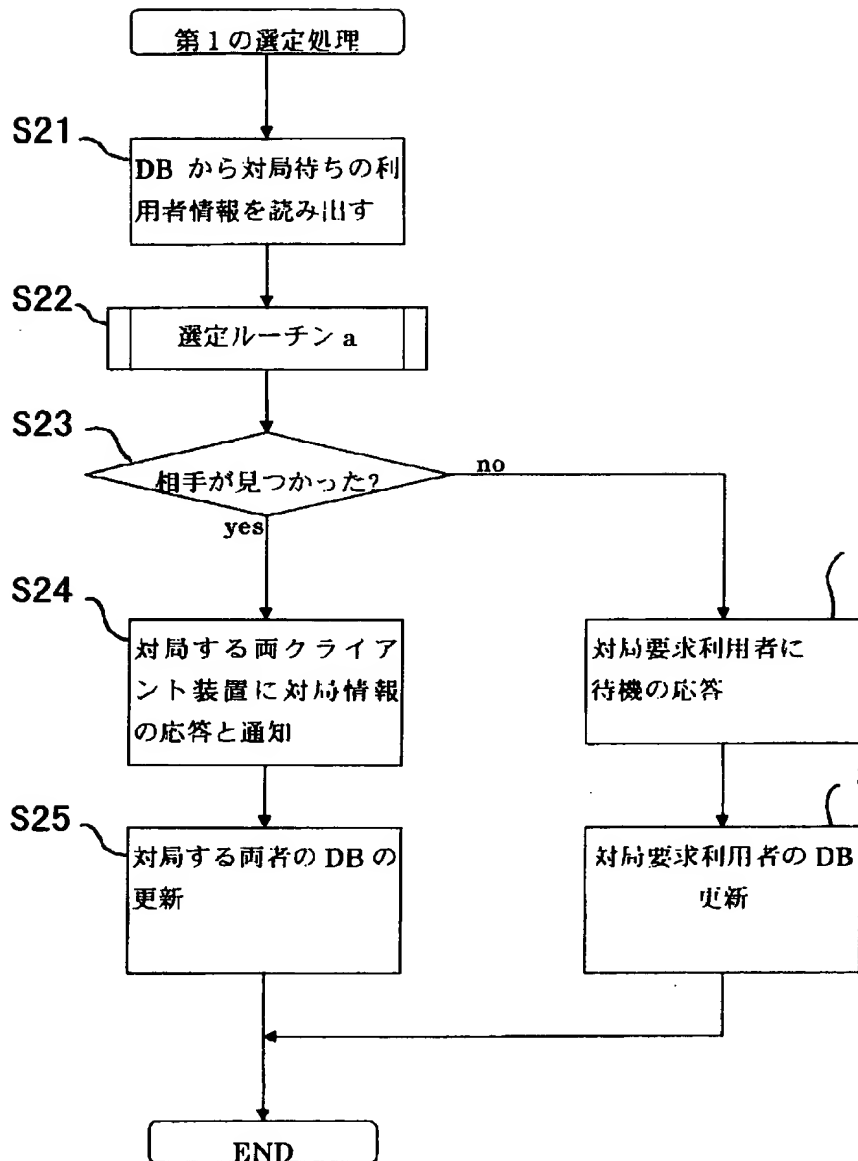 第1の選定処理
S21
DB から対局待ちの利
用者情報を読み出す
S22
選定ルーチン a
S23
相手が見つかった?
no
yes
S24
対局する両クライア
ント装置に対局情報
の応答と通知
対局要求利用者に
待機の応答
S25
対局する両者の DB の
更新
対局要求利用者の DB
更新
END